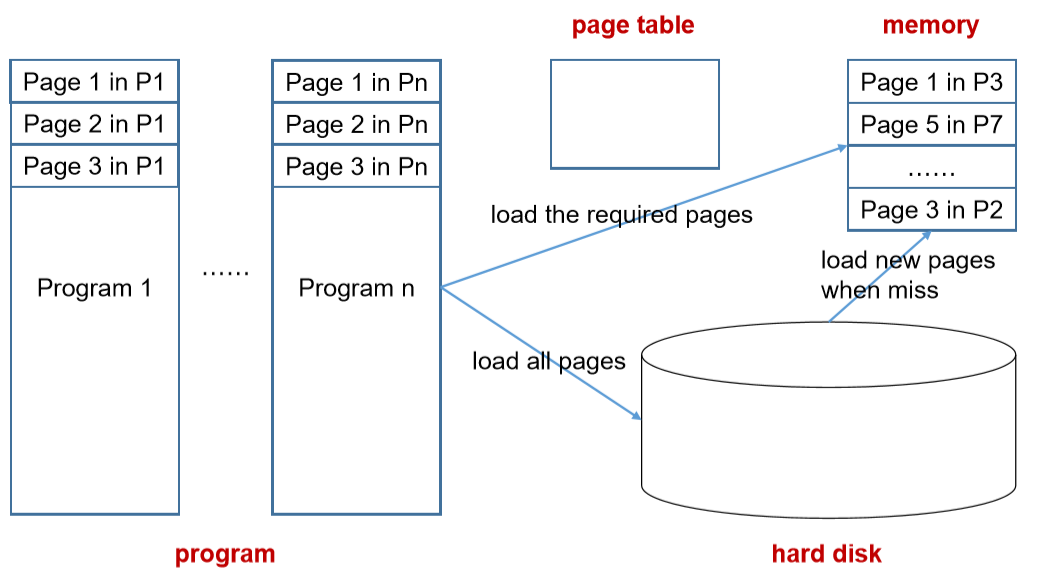 page table
memory
Page 1 in P1
Page 2 in P1
Page 3 in P1
Program 1
......
Page 1 in Pn
Page 2 in Pn
Page 3 in Pn
Program n
Page 1 in P3
Page 5 in P7
......
Page 3 in P2
load the required pages
load new pages
when miss
load all pages
program
hard disk